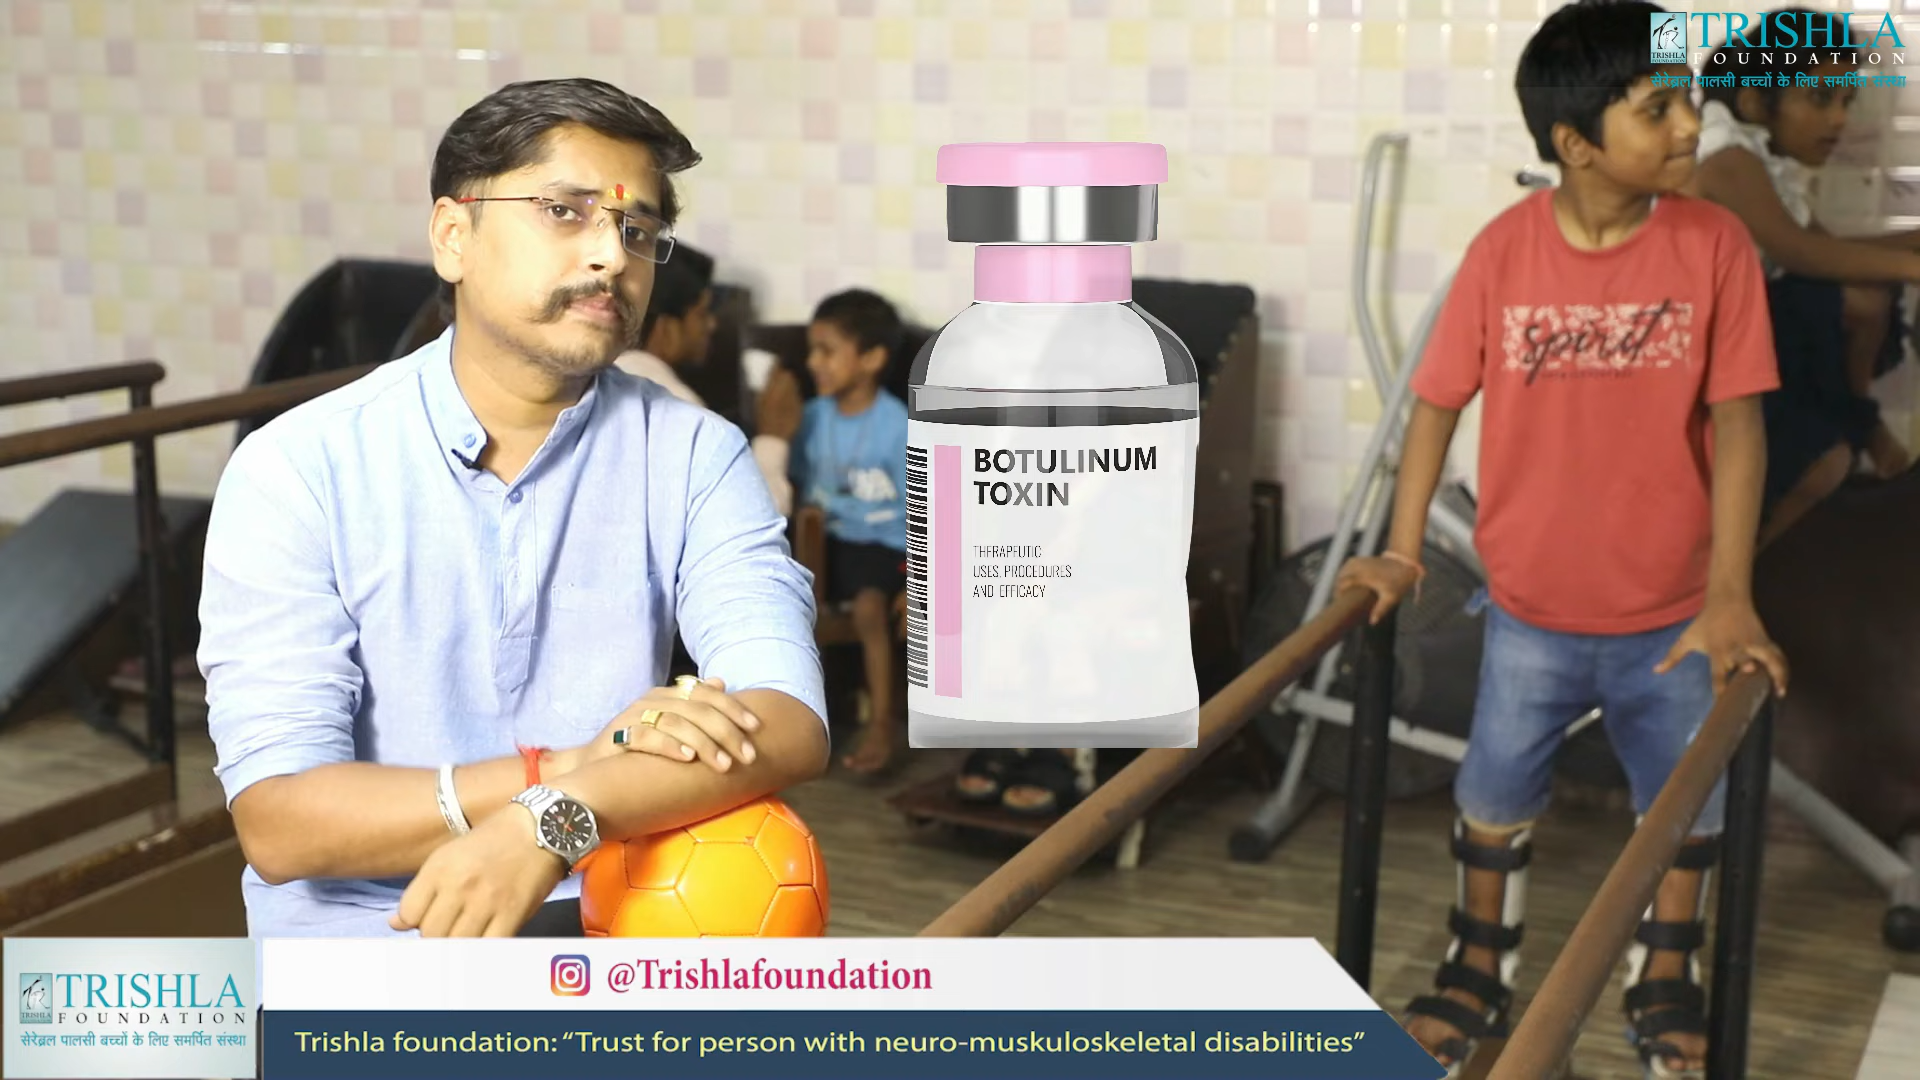 TRISHLA
FOUNDATION
सेरेब्रल पालसी बच्चों के लिए समर्पित संस्था
BOTULINUM
TOXIN
THERAPEUTIC
USES, PROCEDURES
AND EFFICACY
spirit
@Trishlafoundation
TRISHLA
FOUNDATION
सेरेब्रल पालसी बच्चों के लिए समर्पित संस्था
Trishla foundation: “Trust for person with neuro-muskuloskeletal disabilities”